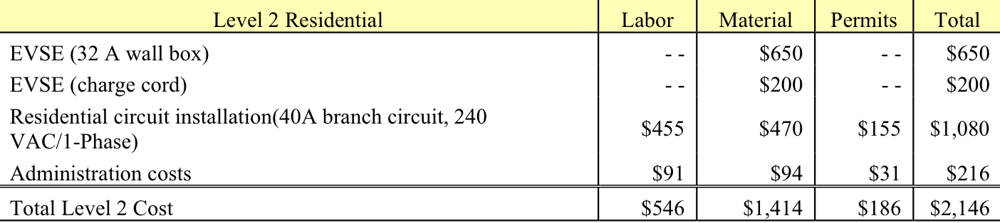 Level 2 Residential Labor Material Permits Total
EVSE (32 A wall box) - - $650 - - $650
EVSE (charge cord) - - $200 - - $200
Residential circuit installation(40A branch circuit, 240
VAC/1-Phase) $455 $470 $155 $1,080
Administration costs $91 $94 $31 $216
Total Level 2 Cost $546 $1,414 $186 $2,146